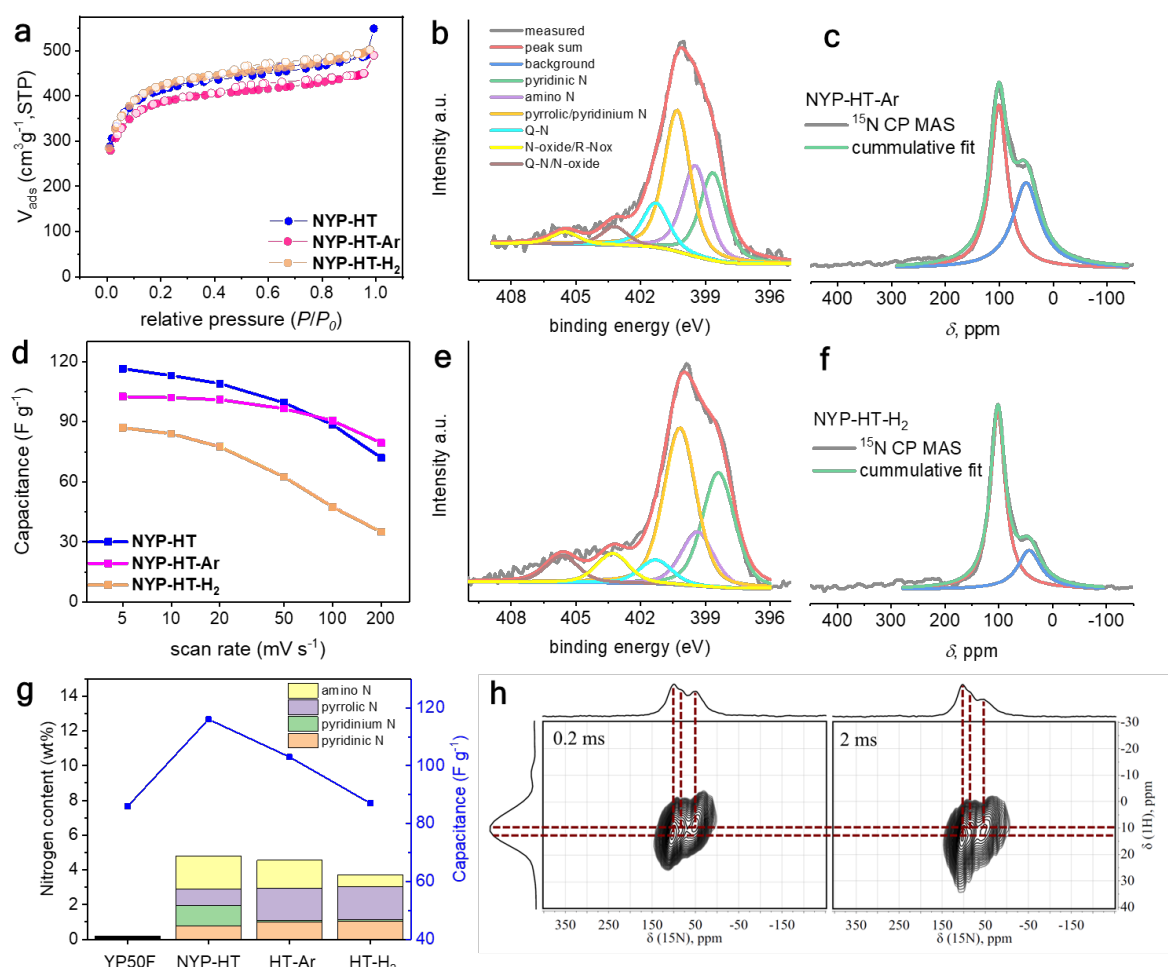 a
V_ads (cm³ g⁻¹, STP)
500
400
300
200
100
0
NYP-HT
NYP-HT-Ar
NYP-HT-H₂
0.0 0.2 0.4 0.6 0.8 1.0
relative pressure (P/P₀)
b
Intensity a.u.
measured
peak sum
background
pyridinic N
amino N
pyrrolic/pyridinium N
Q-N
N-oxide/R-Nox
Q-N/N-oxide
408 405 402 399 396
binding energy (eV)
c
NYP-HT-Ar
¹⁵N CP MAS
cummulative fit
400 300 200 100 0 -100
δ, ppm
d
Capacitance (F g⁻¹)
120
90
60
30
0
NYP-HT
NYP-HT-Ar
NYP-HT-H₂
5 10 20 50 100 200
scan rate (mV s⁻¹)
e
Intensity a.u.
408 405 402 399 396
binding energy (eV)
f
NYP-HT-H₂
¹⁵N CP MAS
cummulative fit
400 300 200 100 0 -100
δ, ppm
g
Nitrogen content (wt%)
14
12
10
8
6
4
2
0
amino N
pyrrolic N
pyridinium N
pyridinic N
120
100
80
60
40
Capacitance (F g⁻¹)
YP50F NYP-HT HT-Ar HT-H₂
h
0.2 ms
2 ms
-30
-20
-10
0
10
20
30
40
δ (1H), ppm
350 250 150 50 -50 -150
δ (15N), ppm
350 250 150 50 -50 -150
δ (15N), ppm